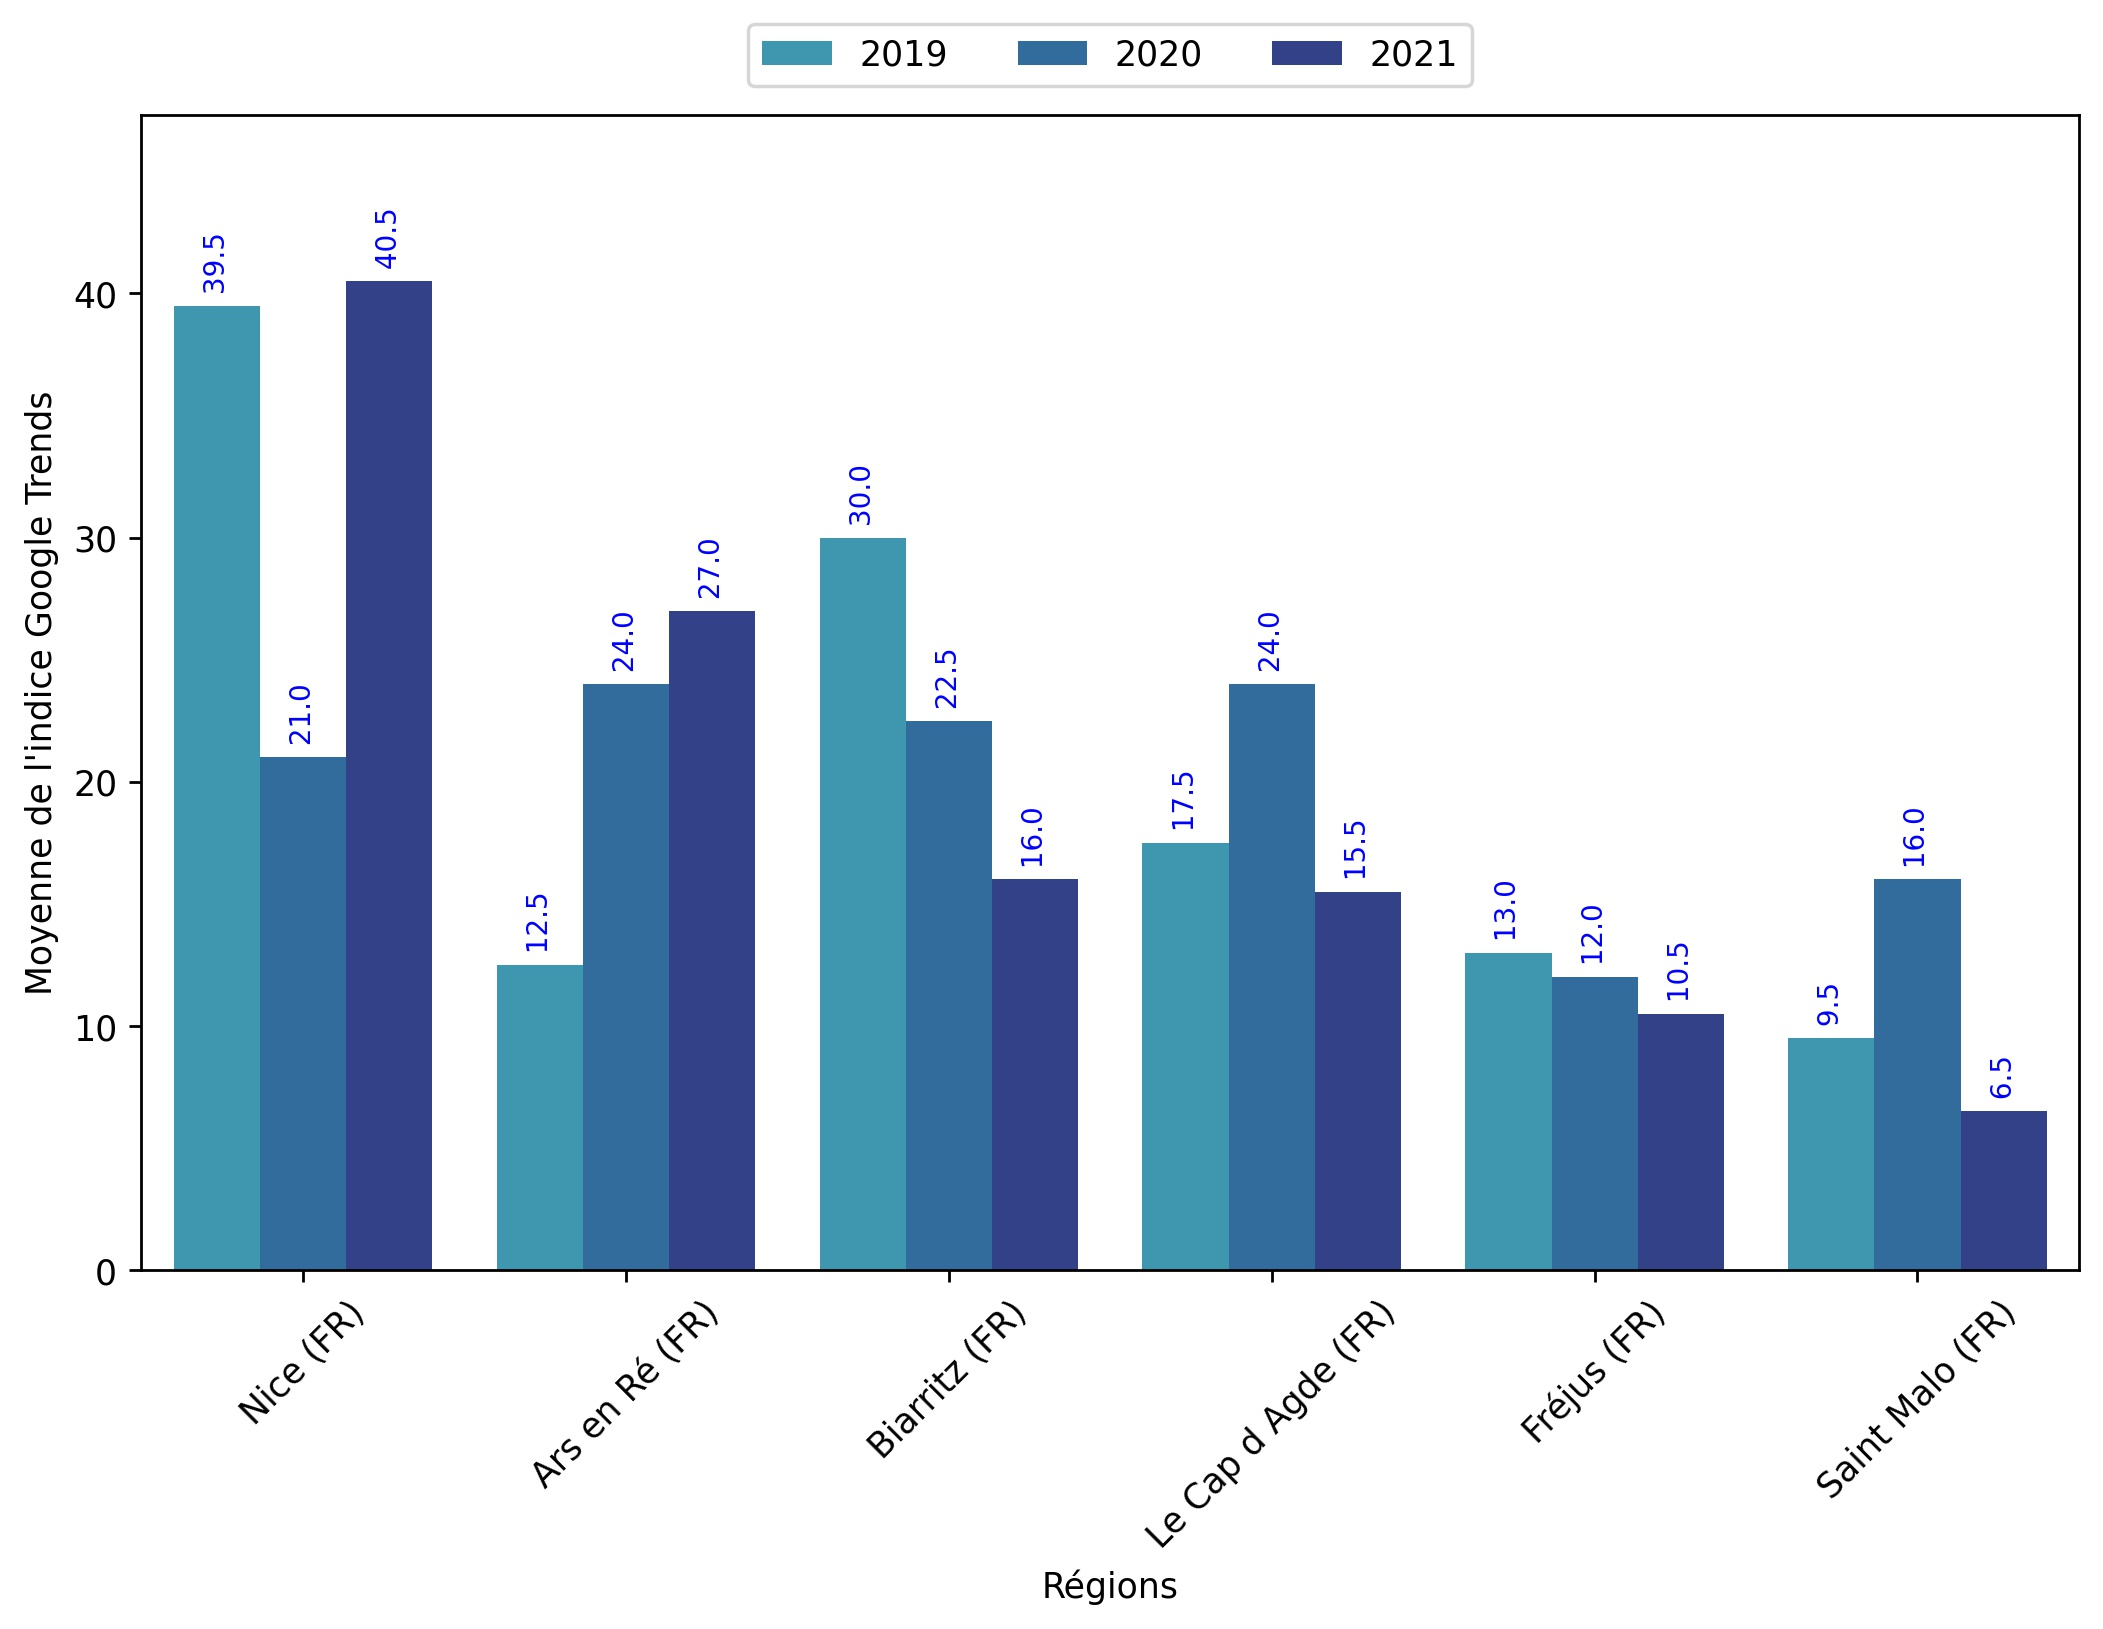 2019 2020 2021
Moyenne de l'indice Google Trends
40
30
20
10
0
39.5 21.0 40.5
12.5 24.0 27.0
30.0 22.5 16.0
17.5 24.0 15.5
13.0 12.0 10.5
9.5 16.0 6.5
Nice (FR)
Ars en Ré (FR)
Biarritz (FR)
Le Cap d Agde (FR)
Fréjus (FR)
Saint Malo (FR)
Régions